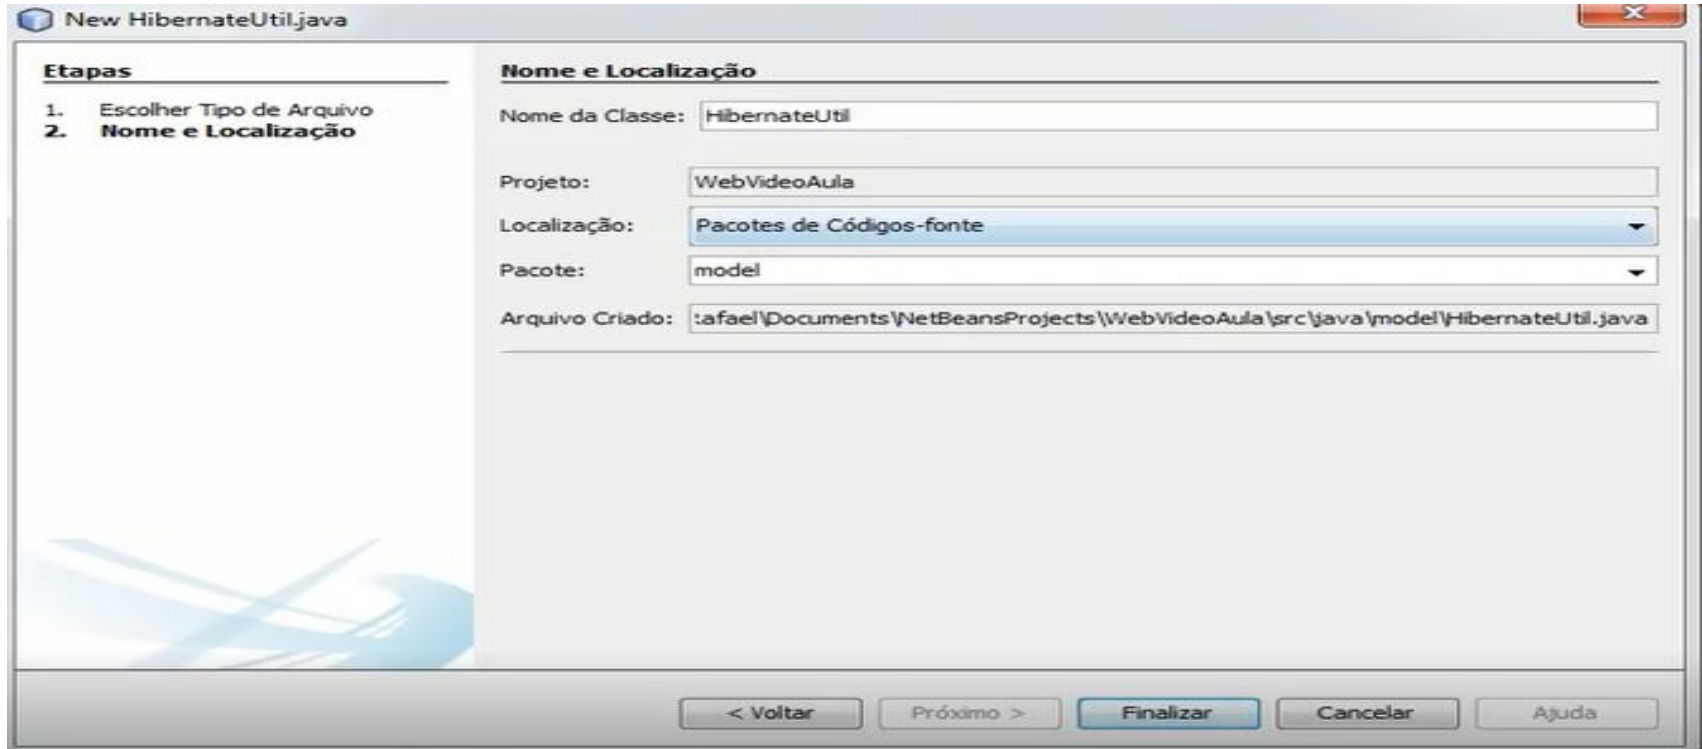 New HibernateUtil.java
Etapas
1. Escolher Tipo de Arquivo
2. Nome e Localização
Nome e Localização
Nome da Classe: HibernateUtil
Projeto: WebVideoAula
Localização: Pacotes de Códigos-fonte
Pacote: model
Arquivo Criado: :afael\Documents\NetBeansProjects\WebVideoAula\src\java\model\HibernateUtil.java
< Voltar Próximo > Finalizar Cancelar Ajuda